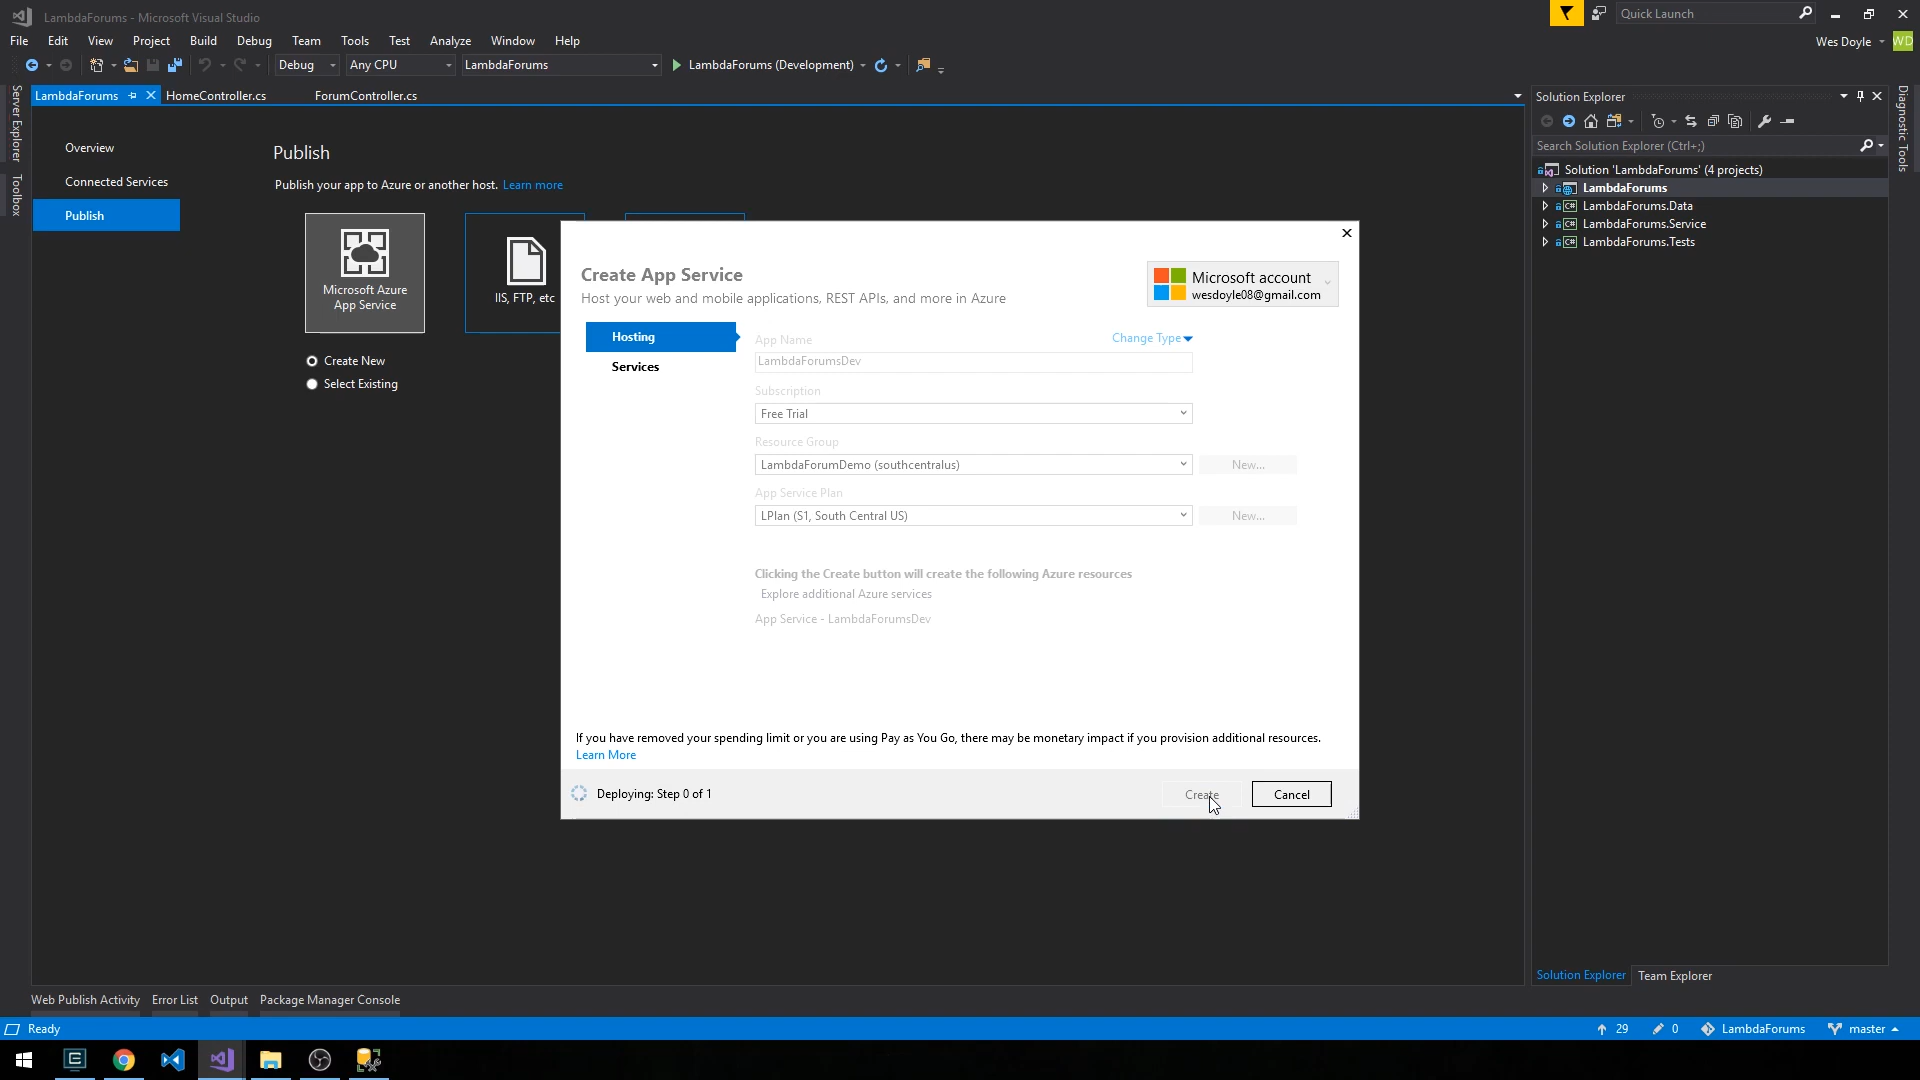 LambdaForums - Microsoft Visual Studio
Quick Launch
File Edit View Project Build Debug Team Tools Test Analyze Window Help
Wes Doyle WD
Debug Any CPU LambdaForums LambdaForums (Development)
LambdaForums HomeController.cs ForumController.cs
Server Explorer
Toolbox
Overview
Connected Services
Publish
Publish
Publish your app to Azure or another host. Learn more
Microsoft Azure
App Service
IIS, FTP, etc
Create New
Select Existing
Create App Service
Host your web and mobile applications, REST APIs, and more in Azure
Microsoft account
wesdoyle08@gmail.com
Hosting
Services
App Name
Change Type
LambdaForumsDev
Subscription
Free Trial
Resource Group
LambdaForumDemo (southcentralus)
New...
App Service Plan
LPlan (S1, South Central US)
New...
Clicking the Create button will create the following Azure resources
Explore additional Azure services
App Service - LambdaForumsDev
If you have removed your spending limit or you are using Pay as You Go, there may be monetary impact if you provision additional resources.
Learn More
Deploying: Step 0 of 1
Create
Cancel
Solution Explorer
Search Solution Explorer (Ctrl+;)
Solution 'LambdaForums' (4 projects)
LambdaForums
C# LambdaForums.Data
C# LambdaForums.Service
C# LambdaForums.Tests
Solution Explorer Team Explorer
Diagnostic Tools
Web Publish Activity Error List Output Package Manager Console
Ready
29 0 LambdaForums master